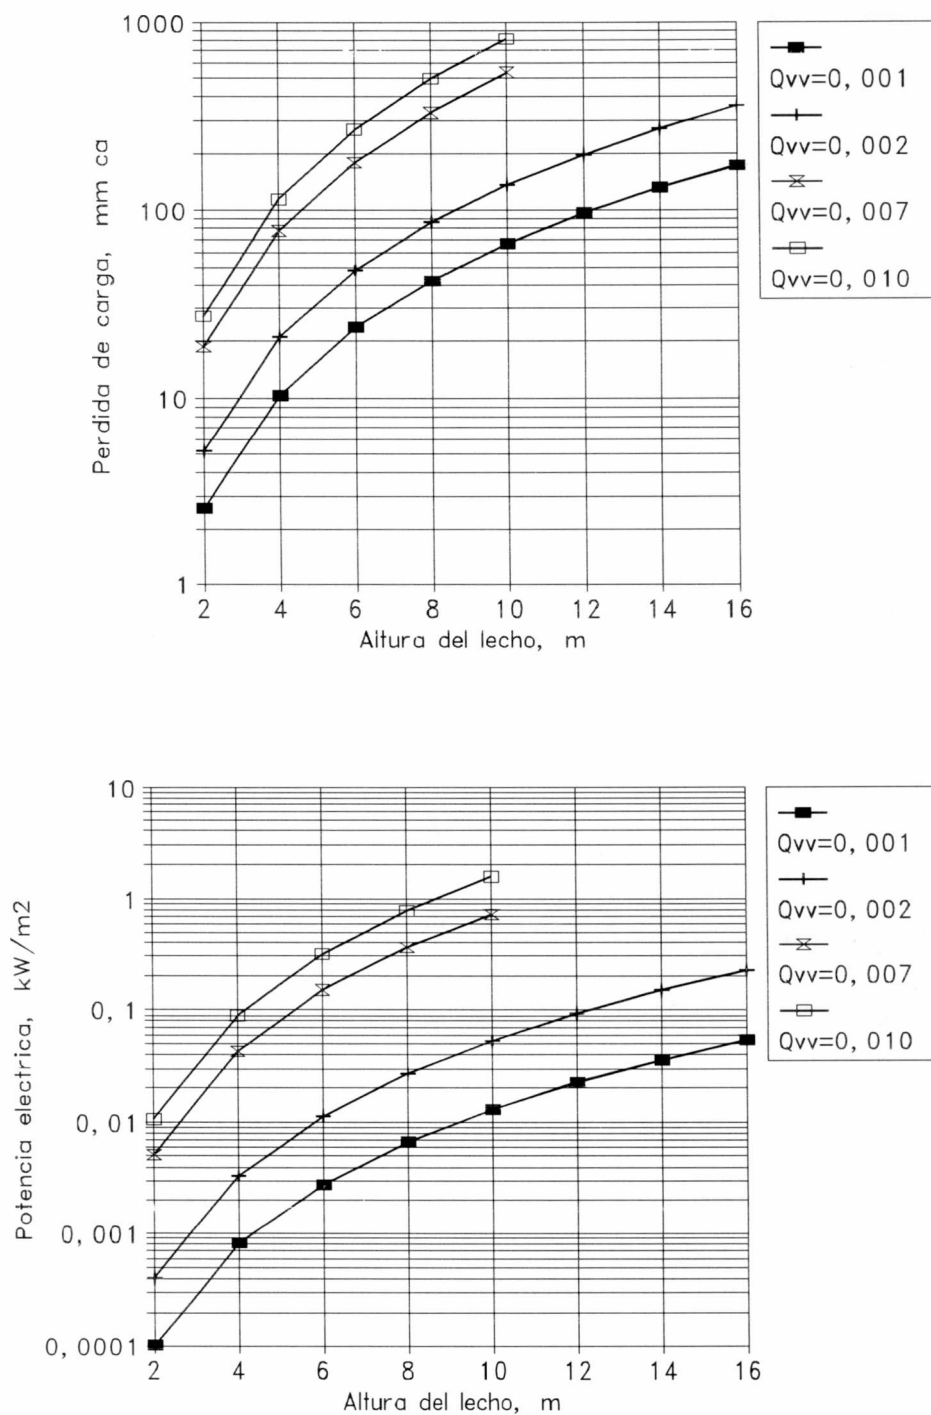 1000
100
10
1
Perdida de carga, mm ca
2 4 6 8 10 12 14 16
Altura del lecho, m
Qvv=0, 001
Qvv=0, 002
Qvv=0, 007
Qvv=0, 010
10
1
0, 1
0, 01
0, 001
0, 0001
Potencia electrica, kW/m2
2 4 6 8 10 12 14 16
Altura del lecho, m
Qvv=0, 001
Qvv=0, 002
Qvv=0, 007
Qvv=0, 010